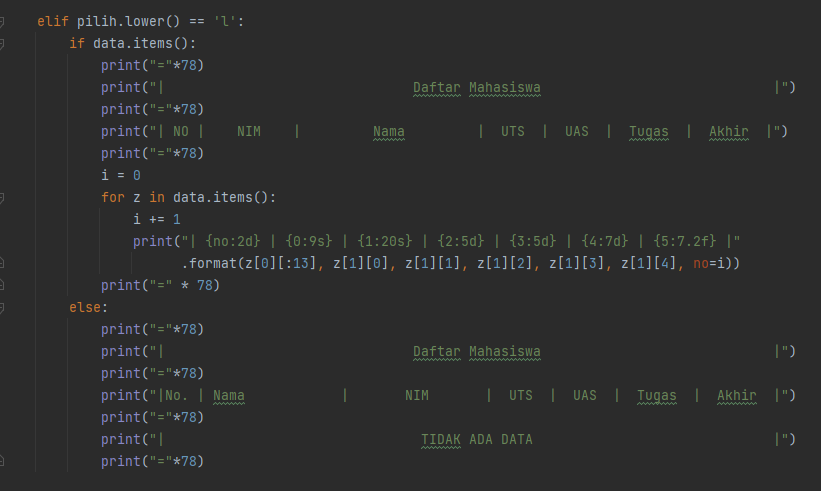 elif pilih.lower() == 'l':
    if data.items():
        print("="*78)
        print("|                               Daftar Mahasiswa                             |")
        print("="*78)
        print("| NO |    NIM    |         Nama         |  UTS  |  UAS  |  Tugas  |  Akhir  |")
        print("="*78)
        i = 0
        for z in data.items():
            i += 1
            print("| {no:2d} | {0:9s} | {1:20s} | {2:5d} | {3:5d} | {4:7d} | {5:7.2f} |"
                  .format(z[0][:13], z[1][0], z[1][1], z[1][2], z[1][3], z[1][4], no=i))
        print("=" * 78)
    else:
        print("="*78)
        print("|                               Daftar Mahasiswa                             |")
        print("="*78)
        print("|No. | Nama            |       NIM       |  UTS  |  UAS  |  Tugas  |  Akhir  |")
        print("="*78)
        print("|                                TIDAK ADA DATA                              |")
        print("="*78)